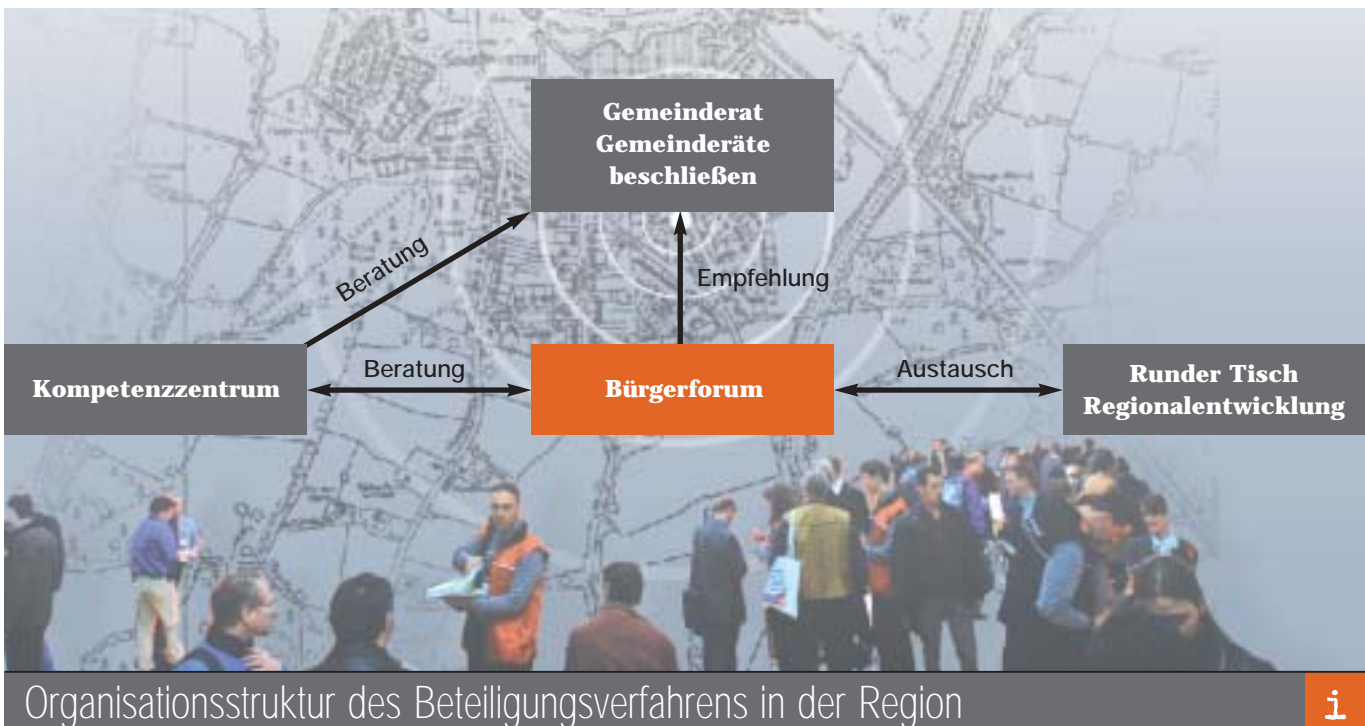 Gemeinderat
Gemeinderäte
beschließen
Beratung
Empfehlung
Kompetenzzentrum
Beratung
Bürgerforum
Austausch
Runder Tisch
Regionalentwicklung
Organisationsstruktur des Beteiligungsverfahrens in der Region
i